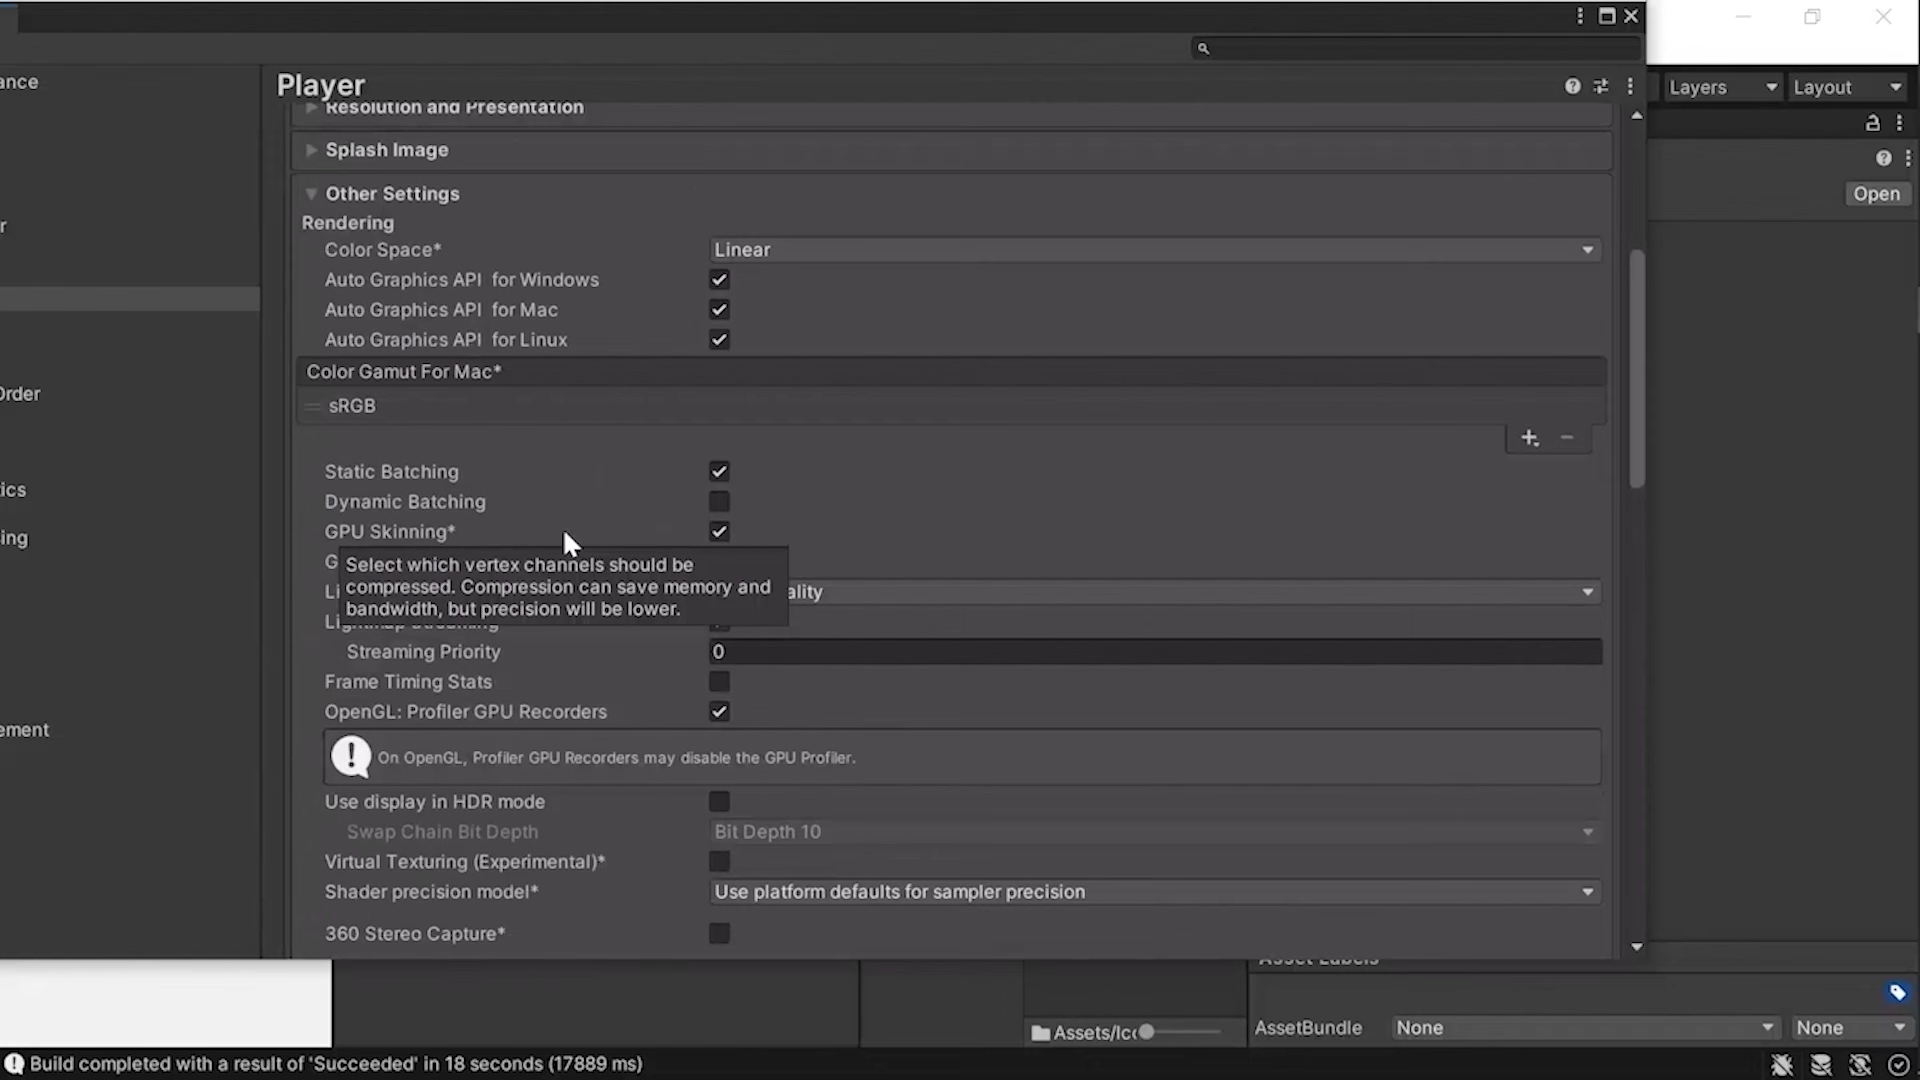 ance
Player
Layers
Layout
Resolution and Presentation
Splash Image
Other Settings
Open
Rendering
r
Color Space*
Linear
Auto Graphics API for Windows
Auto Graphics API for Mac
Auto Graphics API for Linux
Color Gamut For Mac*
Order
sRGB
Static Batching
tics
Dynamic Batching
GPU Skinning*
ing
G
Select which vertex channels should be
compressed. Compression can save memory and
bandwidth, but precision will be lower.
Li
ality
Streaming Priority
0
Frame Timing Stats
OpenGL: Profiler GPU Recorders
ement
On OpenGL, Profiler GPU Recorders may disable the GPU Profiler.
Use display in HDR mode
Swap Chain Bit Depth
Bit Depth 10
Virtual Texturing (Experimental)*
Shader precision model*
Use platform defaults for sampler precision
360 Stereo Capture*
Asset Labels
Assets/Ico
AssetBundle
None
None
Build completed with a result of 'Succeeded' in 18 seconds (17889 ms)